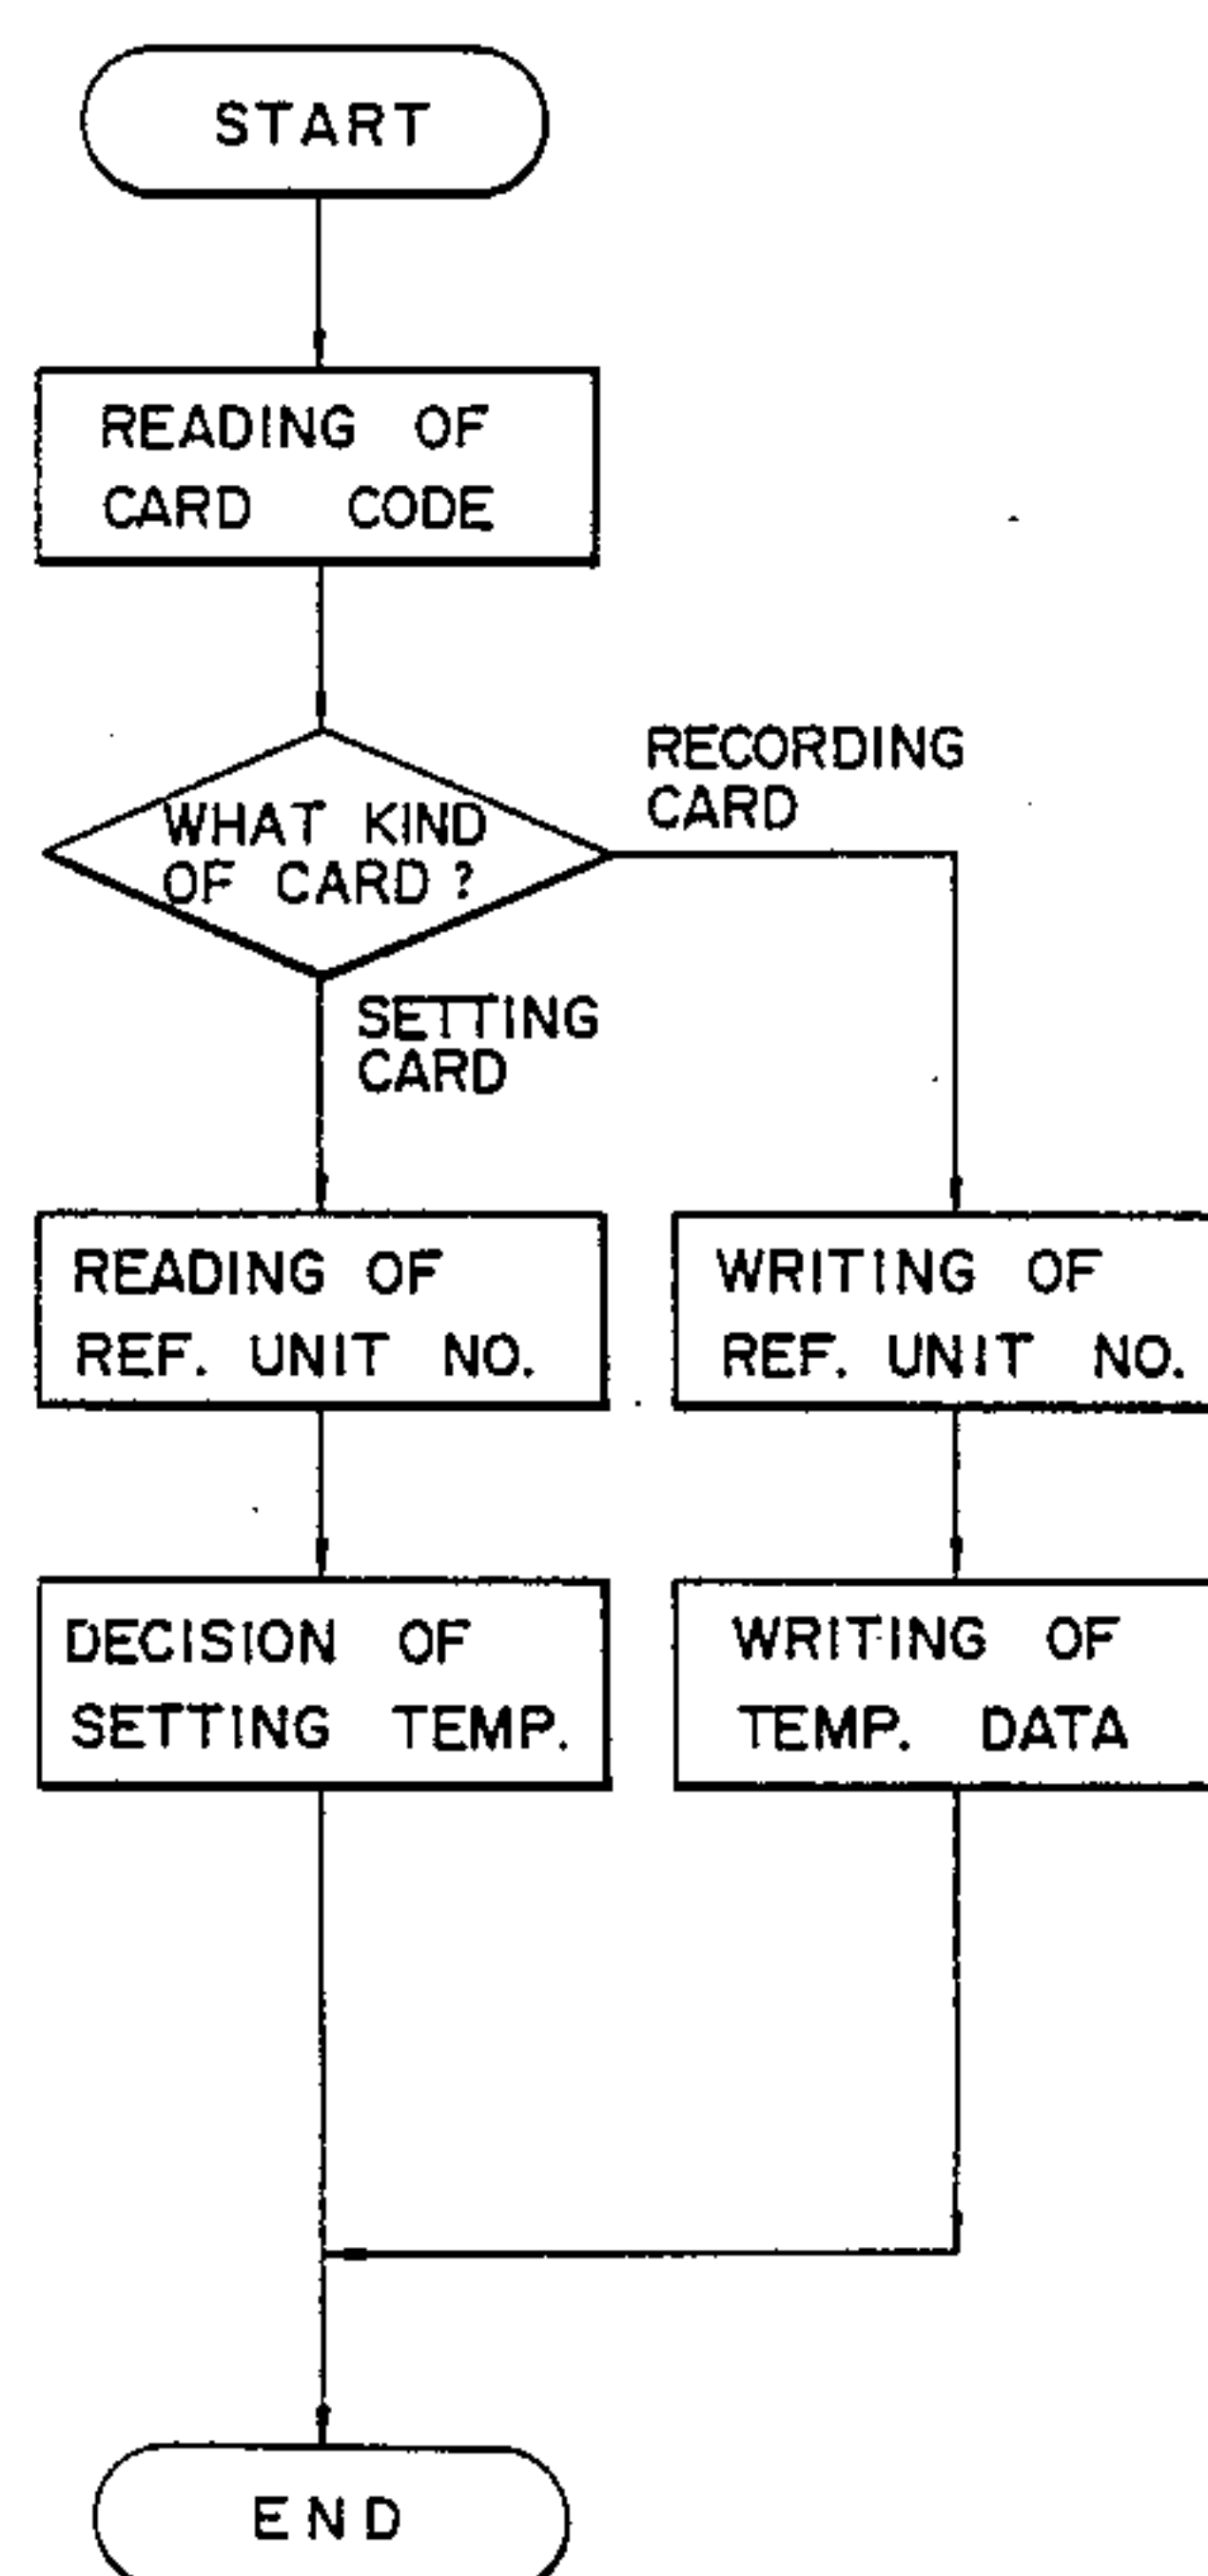 START
READING OF
CARD CODE
WHAT KIND
OF CARD ?
RECORDING
CARD
SETTING
CARD
READING OF
REF. UNIT NO.
WRITING OF
REF. UNIT NO.
DECISION OF
SETTING TEMP.
WRITING OF
TEMP. DATA
END